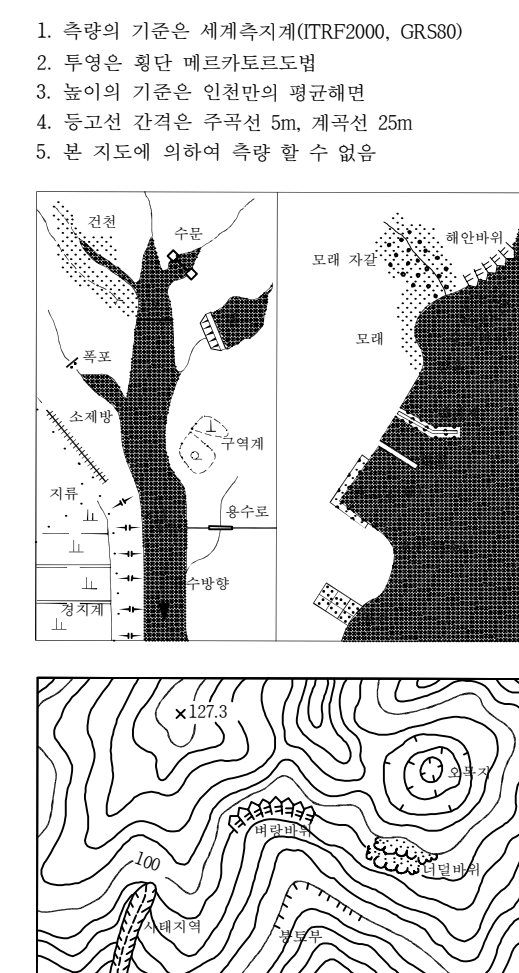 1. 측량의 기준은 세계측지계(ITRF2000, GRS80)
2. 투영은 횡단 메르카토르도법
3. 높이의 기준은 인천만의 평균해면
4. 등고선 간격은 주곡선 5m, 계곡선 25m
5. 본 지도에 의하여 측량 할 수 없음
건천
수문
폭포
소제방
구역계
지류
용수로
수방향
경지계
해안바위
모래 자갈
모래
×127.3
오목지
벼랑바위
너덜바위
100
사태지역
붕토부